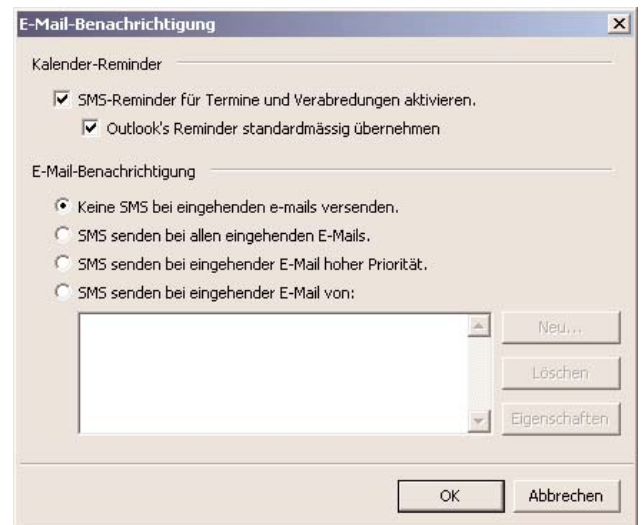 E-Mail-Benachrichtigung
Kalender-Reminder
SMS-Reminder für Termine und Verabredungen aktivieren.
Outlook's Reminder standardmässig übernehmen
E-Mail-Benachrichtigung
Keine SMS bei eingehenden e-mails versenden.
SMS senden bei allen eingehenden E-Mails.
SMS senden bei eingehender E-Mail hoher Priorität.
SMS senden bei eingehender E-Mail von:
Neu...
Löschen
Eigenschaften
OK
Abbrechen